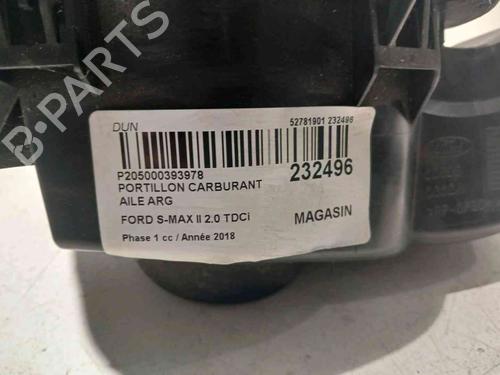 B-PARTS
DUN
52781901 232496
P205000393978
232496
PORTILLON CARBURANT
AILE ARG
FORD S-MAX II 2.0 TDCi
MAGASIN
Phase 1 cc / Année 2018